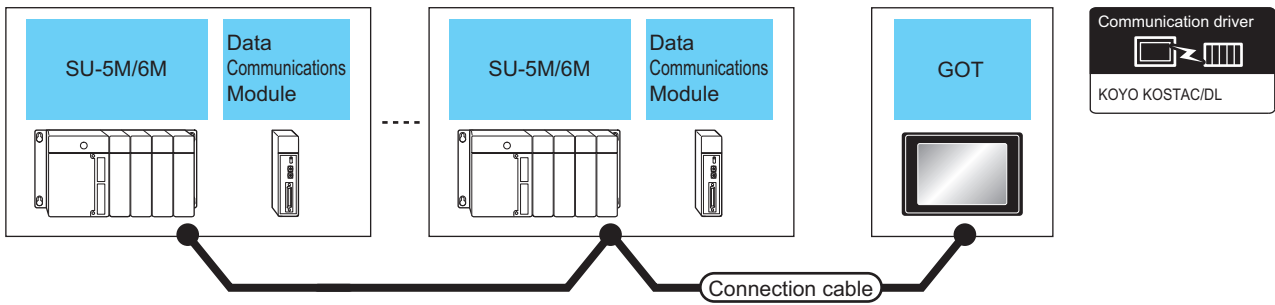 SU-5M/6M
Data
Communications
Module
SU-5M/6M
Data
Communications
Module
GOT
Communication driver
KOYO KOSTAC/DL
Connection cable